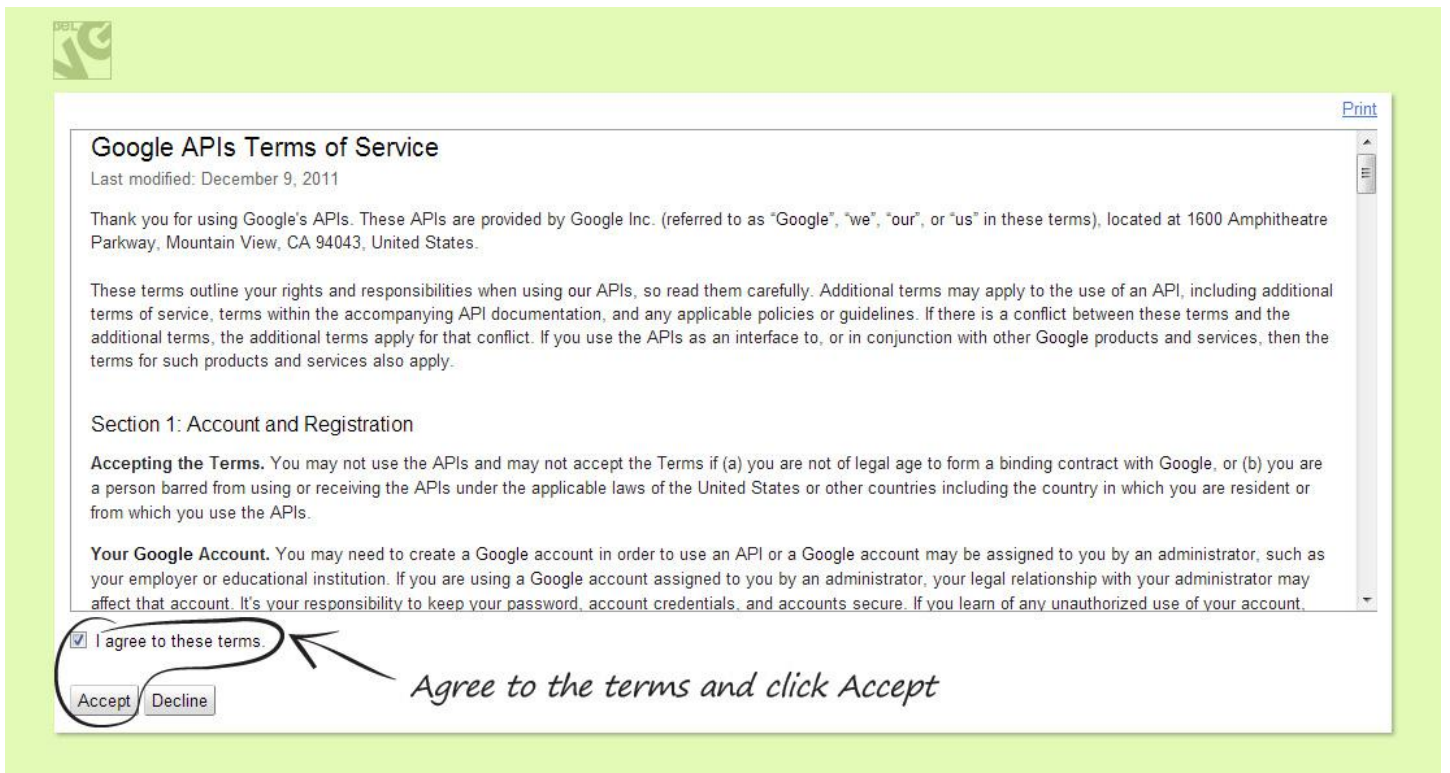 DBL
VG
Print
Google APIs Terms of Service
Last modified: December 9, 2011
Thank you for using Google's APIs. These APIs are provided by Google Inc. (referred to as “Google”, “we”, “our”, or “us” in these terms), located at 1600 Amphitheatre
Parkway, Mountain View, CA 94043, United States.
These terms outline your rights and responsibilities when using our APIs, so read them carefully. Additional terms may apply to the use of an API, including additional
terms of service, terms within the accompanying API documentation, and any applicable policies or guidelines. If there is a conflict between these terms and the
additional terms, the additional terms apply for that conflict. If you use the APIs as an interface to, or in conjunction with other Google products and services, then the
terms for such products and services also apply.
Section 1: Account and Registration
Accepting the Terms. You may not use the APIs and may not accept the Terms if (a) you are not of legal age to form a binding contract with Google, or (b) you are
a person barred from using or receiving the APIs under the applicable laws of the United States or other countries including the country in which you are resident or
from which you use the APIs.
Your Google Account. You may need to create a Google account in order to use an API or a Google account may be assigned to you by an administrator, such as
your employer or educational institution. If you are using a Google account assigned to you by an administrator, your legal relationship with your administrator may
affect that account. It's your responsibility to keep your password, account credentials, and accounts secure. If you learn of any unauthorized use of your account,
I agree to these terms.
Agree to the terms and click Accept
Accept Decline